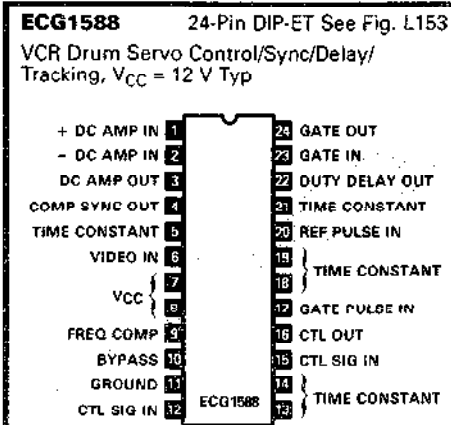 ECG1588 24-Pin DIP-ET See Fig. L153
VCR Drum Servo Control/Sync/Delay/
Tracking, VCC = 12 V Typ
+ DC AMP IN 1 24 GATE OUT
- DC AMP IN 2 23 GATE IN
DC AMP OUT 3 22 DUTY DELAY OUT
COMP SYNC OUT 4 21 TIME CONSTANT
TIME CONSTANT 5 20 REF PULSE IN
VIDEO IN 6 19
TIME CONSTANT
7 18
VCC
8 17 GATE PULSE IN
FREQ COMP 9 16 CTL OUT
BYPASS 10 15 CTL SIG IN
GROUND 11 14
ECG1588 TIME CONSTANT
CTL SIG IN 12 13